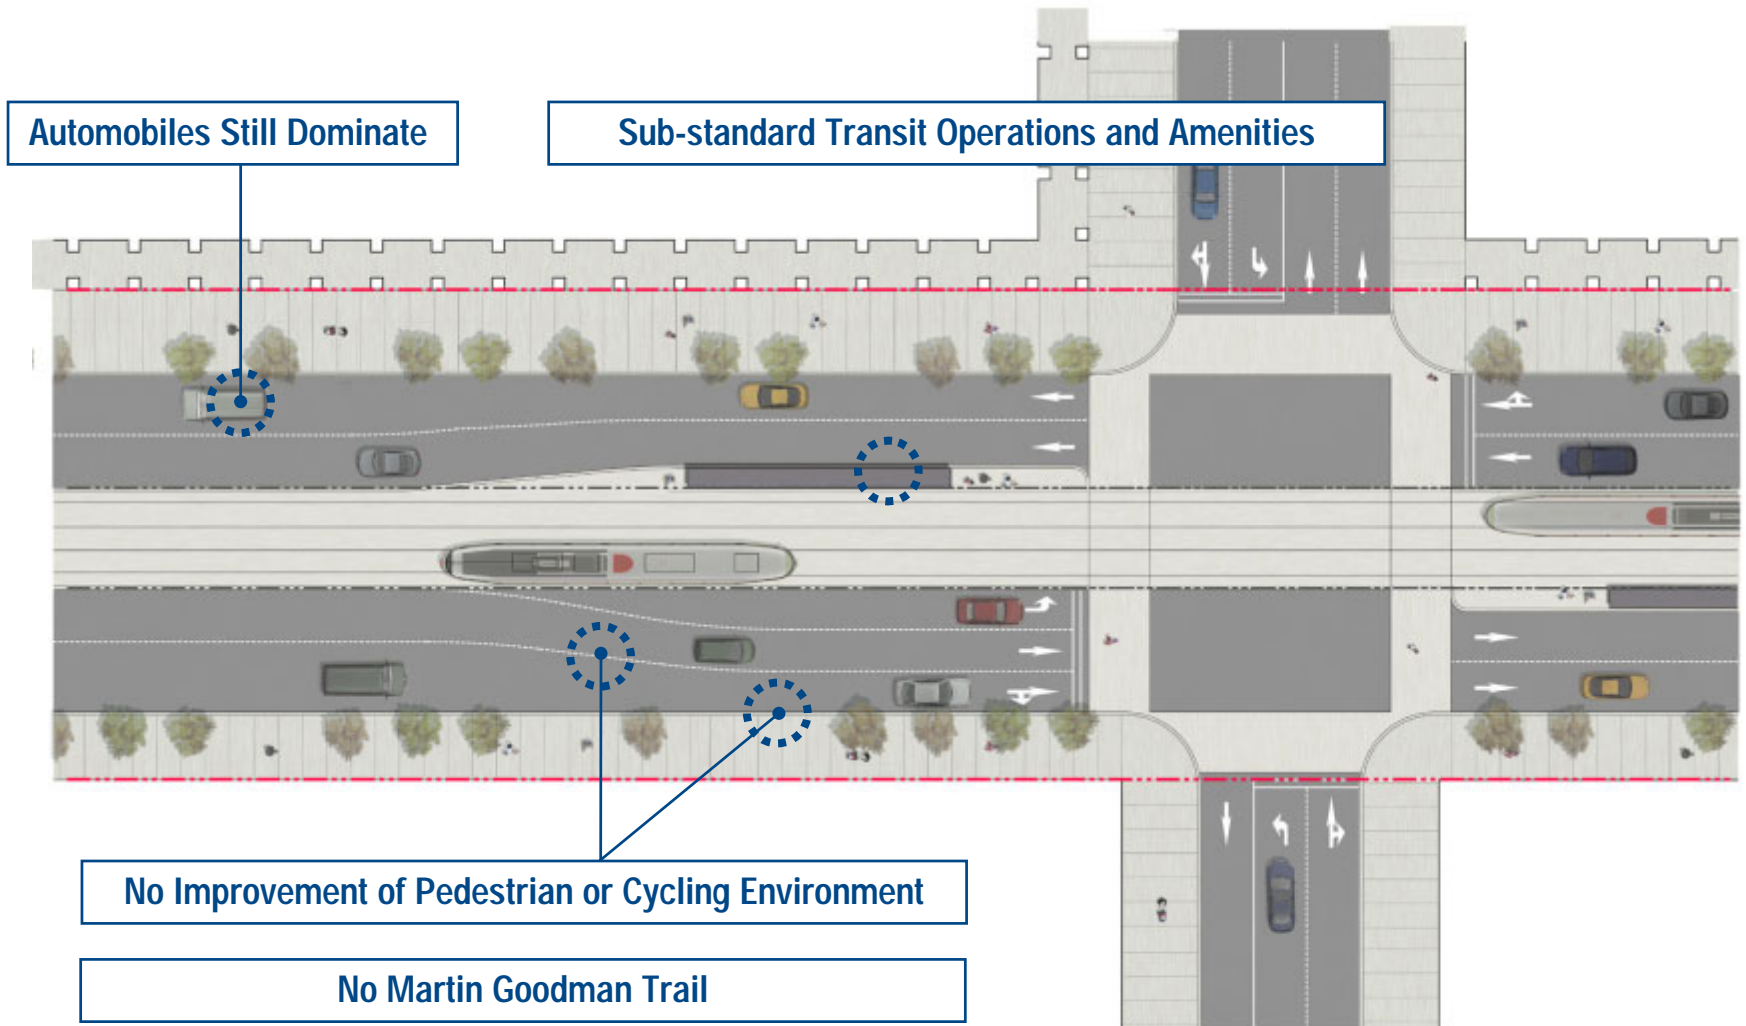 Automobiles Still Dominate
Sub-standard Transit Operations and Amenities
No Improvement of Pedestrian or Cycling Environment
No Martin Goodman Trail